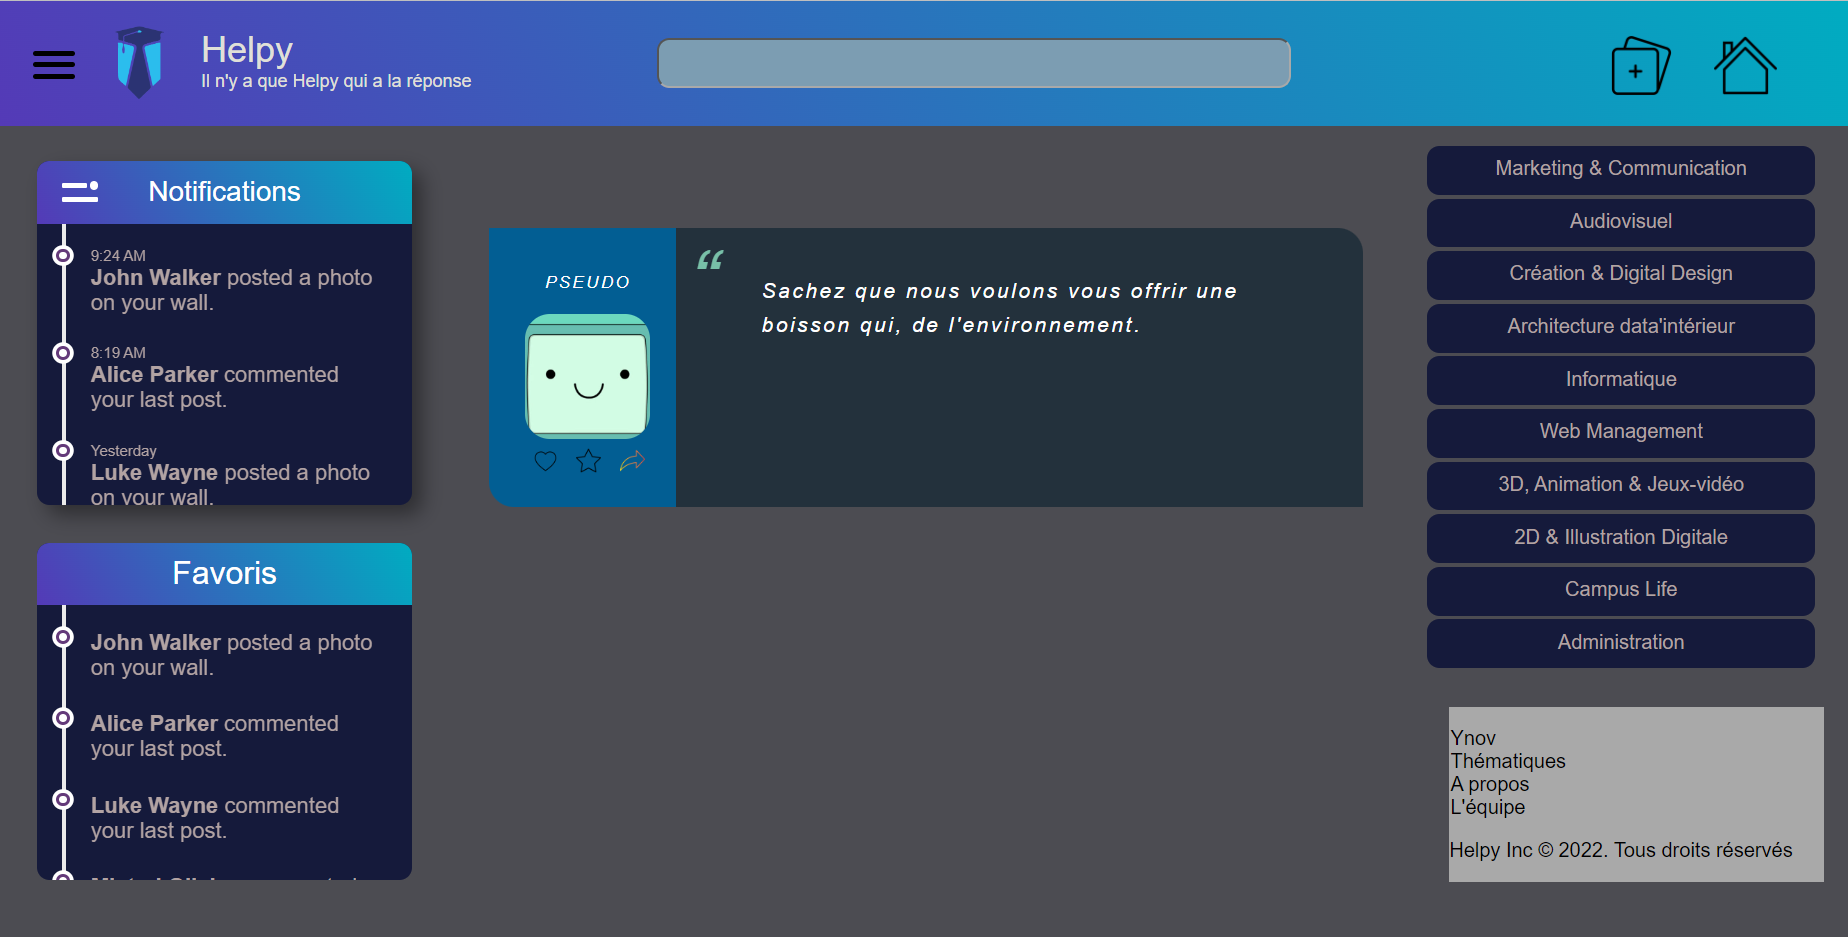 Helpy
Il n'y a que Helpy qui a la réponse
Notifications
9:24 AM
John Walker posted a photo
on your wall.
8:19 AM
Alice Parker commented
your last post.
Yesterday
Luke Wayne posted a photo
on your wall.
Favoris
John Walker posted a photo
on your wall.
Alice Parker commented
your last post.
Luke Wayne commented
your last post.
PSEUDO
“
Sachez que nous voulons vous offrir une
boisson qui, de l'environnement.
Marketing & Communication
Audiovisuel
Création & Digital Design
Architecture data'intérieur
Informatique
Web Management
3D, Animation & Jeux-vidéo
2D & Illustration Digitale
Campus Life
Administration
Ynov
Thématiques
A propos
L'équipe
Helpy Inc © 2022. Tous droits réservés